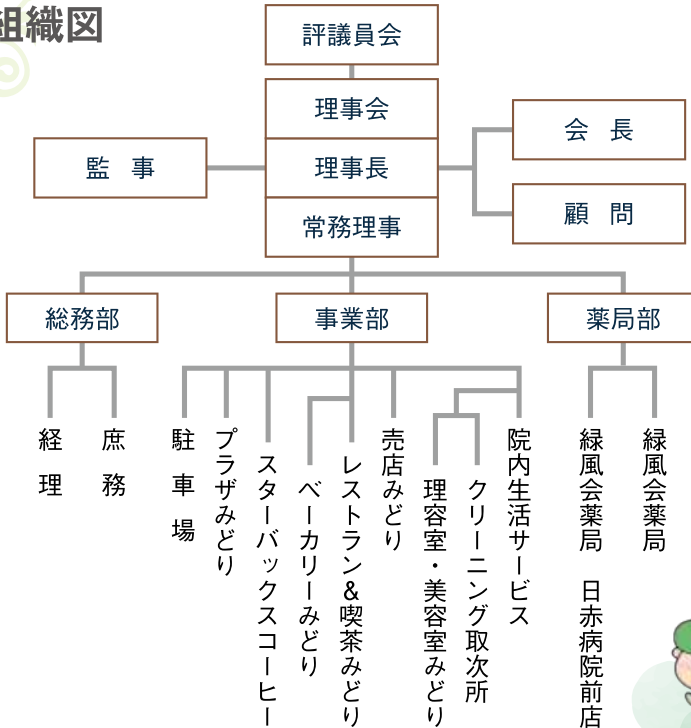 組織図
評議員会
理事会
監 事
理事長
会 長
顧 問
常務理事
総務部
事業部
薬局部
経 理
庶 務
駐 車 場
プラザみどり
スターバックスコーヒー
ベーカリーみどり
レストラン&喫茶みどり
売店みどり
理容室・美容室みどり
クリーニング取次所
院内生活サービス
緑風会薬局 日赤病院前店
緑風会薬局